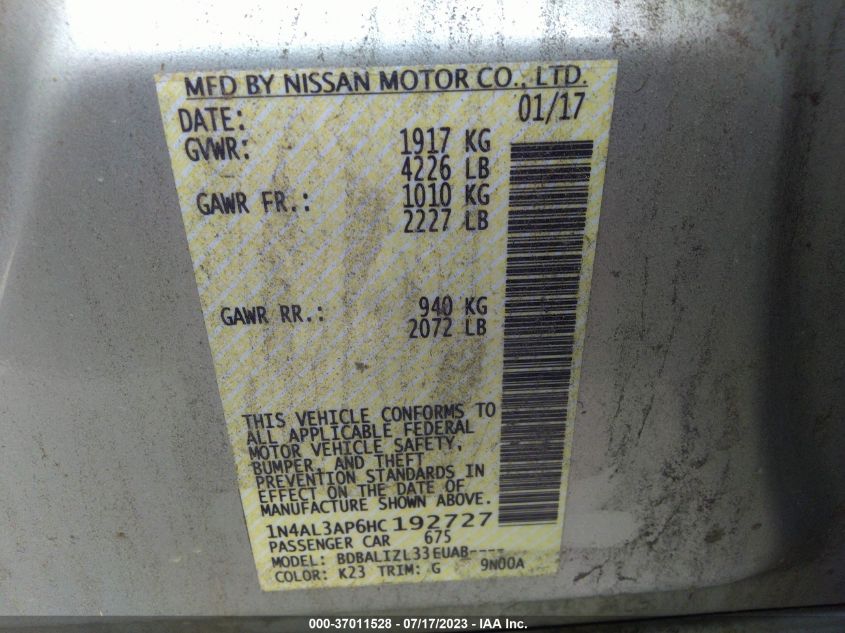 MFD BY NISSAN MOTOR CO., LTD.
DATE: 01/17
GVWR: 1917 KG
4226 LB
GAWR FR.: 1010 KG
2227 LB
GAWR RR.: 940 KG
2072 LB
THIS VEHICLE CONFORMS TO
ALL APPLICABLE FEDERAL
MOTOR VEHICLE SAFETY,
BUMPER, AND THEFT
PREVENTION STANDARDS IN
EFFECT ON THE DATE OF
MANUFACTURE SHOWN ABOVE.
1N4AL3AP6HC192727
PASSENGER CAR 675
MODEL: BDBALIZL33EUAB----
COLOR: K23 TRIM: G 9N00A
000-37011528 - 07/17/2023 - IAA Inc.